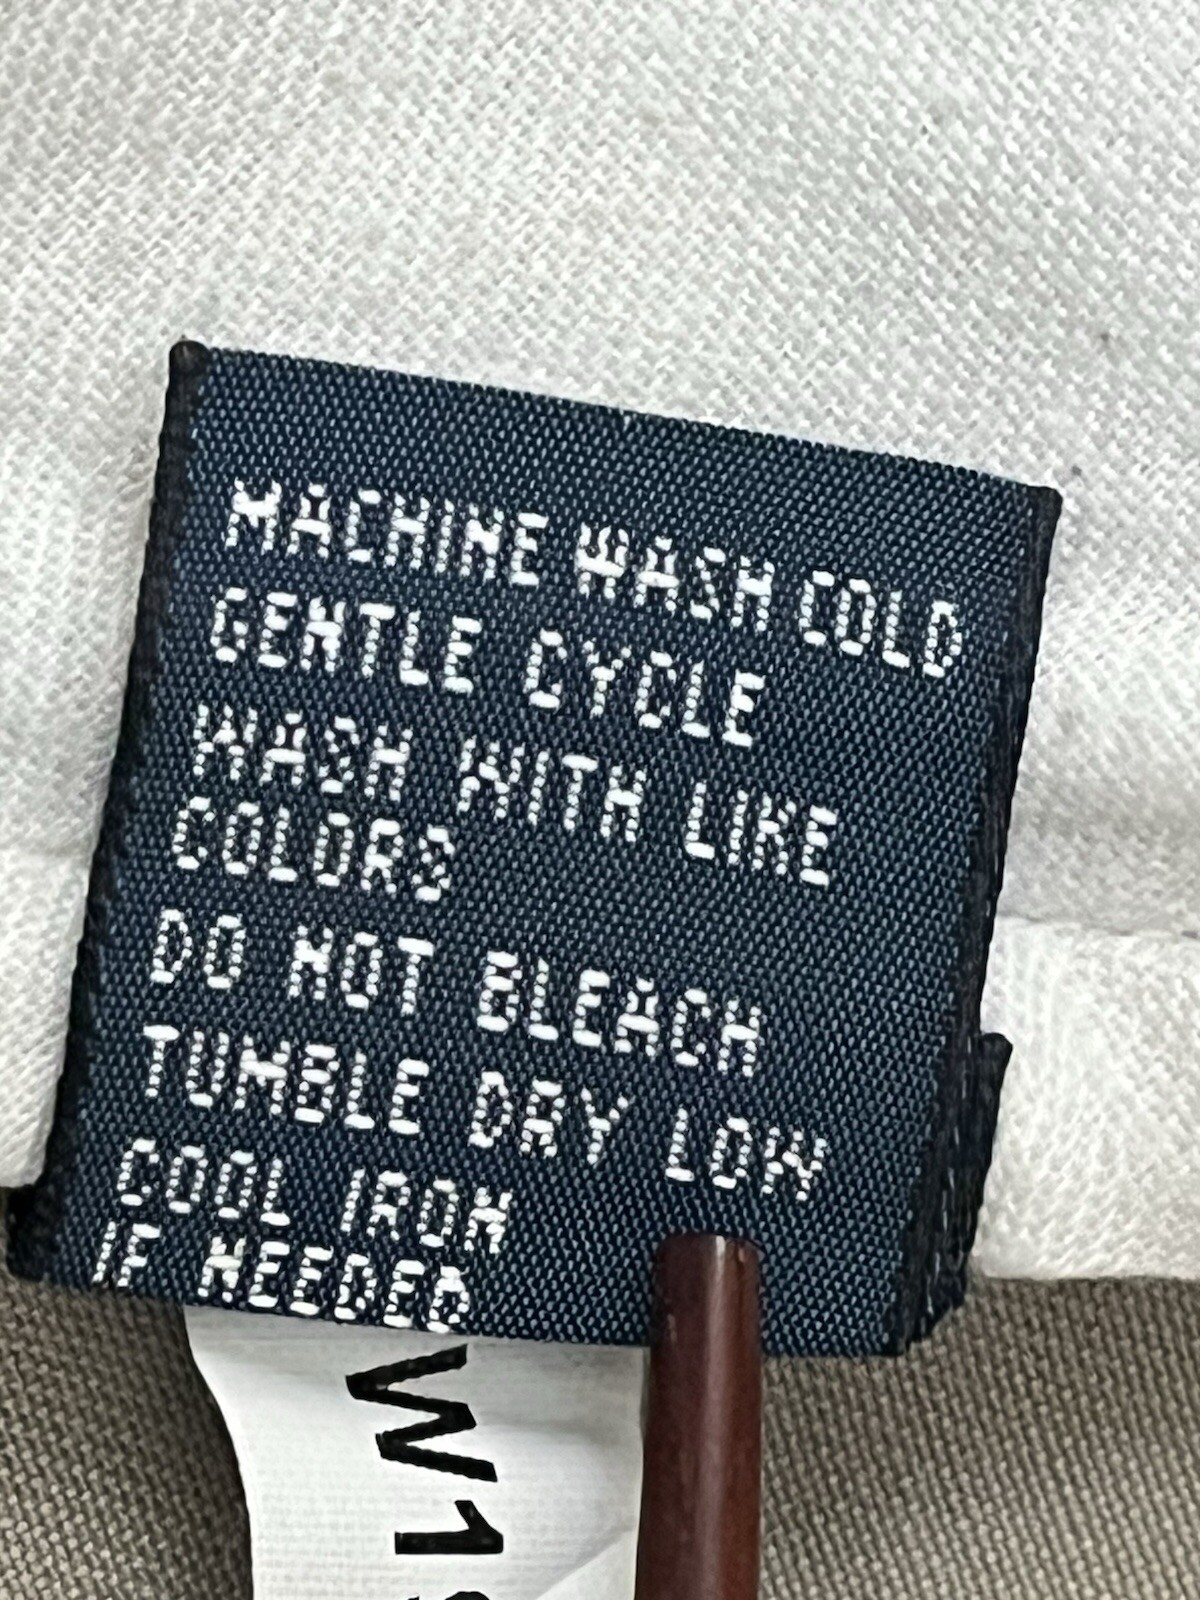 MACHINE WASH COLD
GENTLE CYCLE
WASH WITH LIKE
COLORS
DO NOT BLEACH
TUMBLE DRY LOW
COOL IRON
IF NEEDED